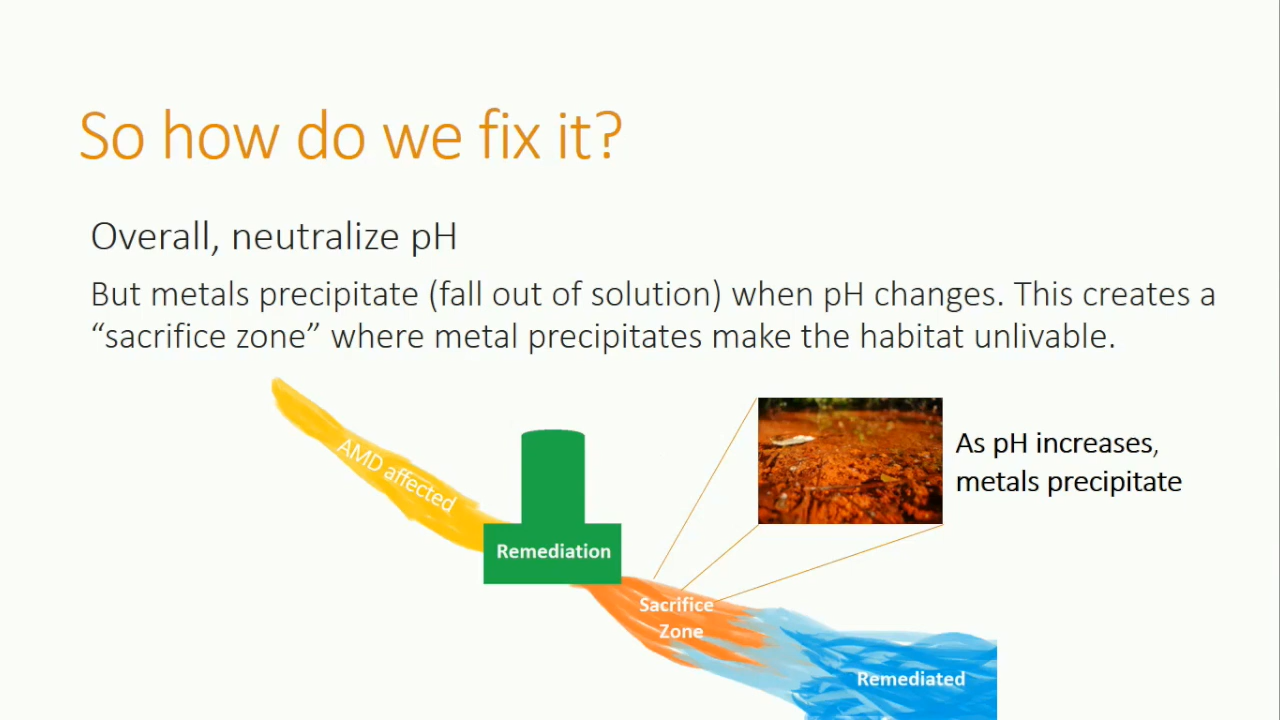 So how do we fix it?
Overall, neutralize pH
But metals precipitate (fall out of solution) when pH changes. This creates a
“sacrifice zone” where metal precipitates make the habitat unlivable.
AMD affected
Remediation
As pH increases,
metals precipitate
Sacrifice
Zone
Remediated